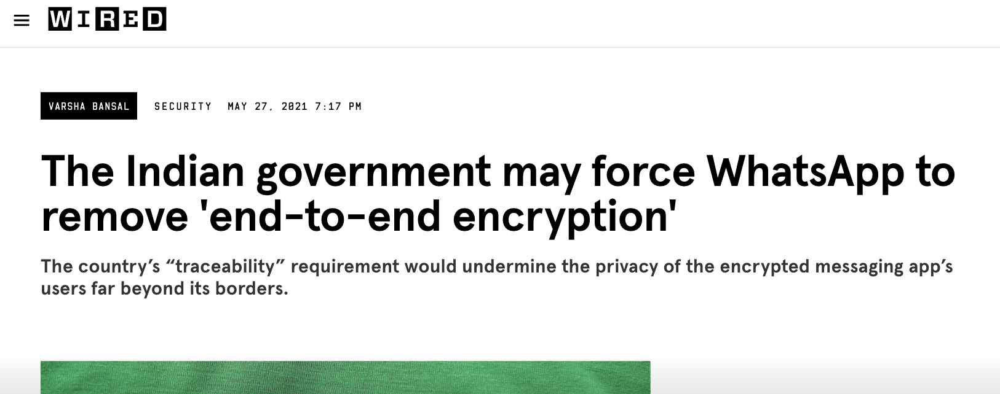 WIRED
VARSHA BANSAL SECURITY MAY 27, 2021 7:17 PM
The Indian government may force WhatsApp to
remove 'end-to-end encryption'
The country’s “traceability” requirement would undermine the privacy of the encrypted messaging app’s
users far beyond its borders.